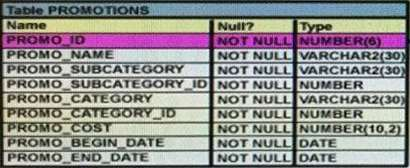 Table PROMOTIONS
Name Null? Type
PROMO_ID NOT NULL NUMBER(6)
PROMO_NAME NOT NULL VARCHAR2(30)
PROMO_SUBCATEGORY NOT NULL VARCHAR2(30)
PROMO_SUBCATEGORY_ID NOT NULL NUMBER
PROMO_CATEGORY NOT NULL VARCHAR2(30)
PROMO_CATEGORY_ID NOT NULL NUMBER
PROMO_COST NOT NULL NUMBER(10,2)
PROMO_BEGIN_DATE NOT NULL DATE
PROMO_END_DATE NOT NULL DATE